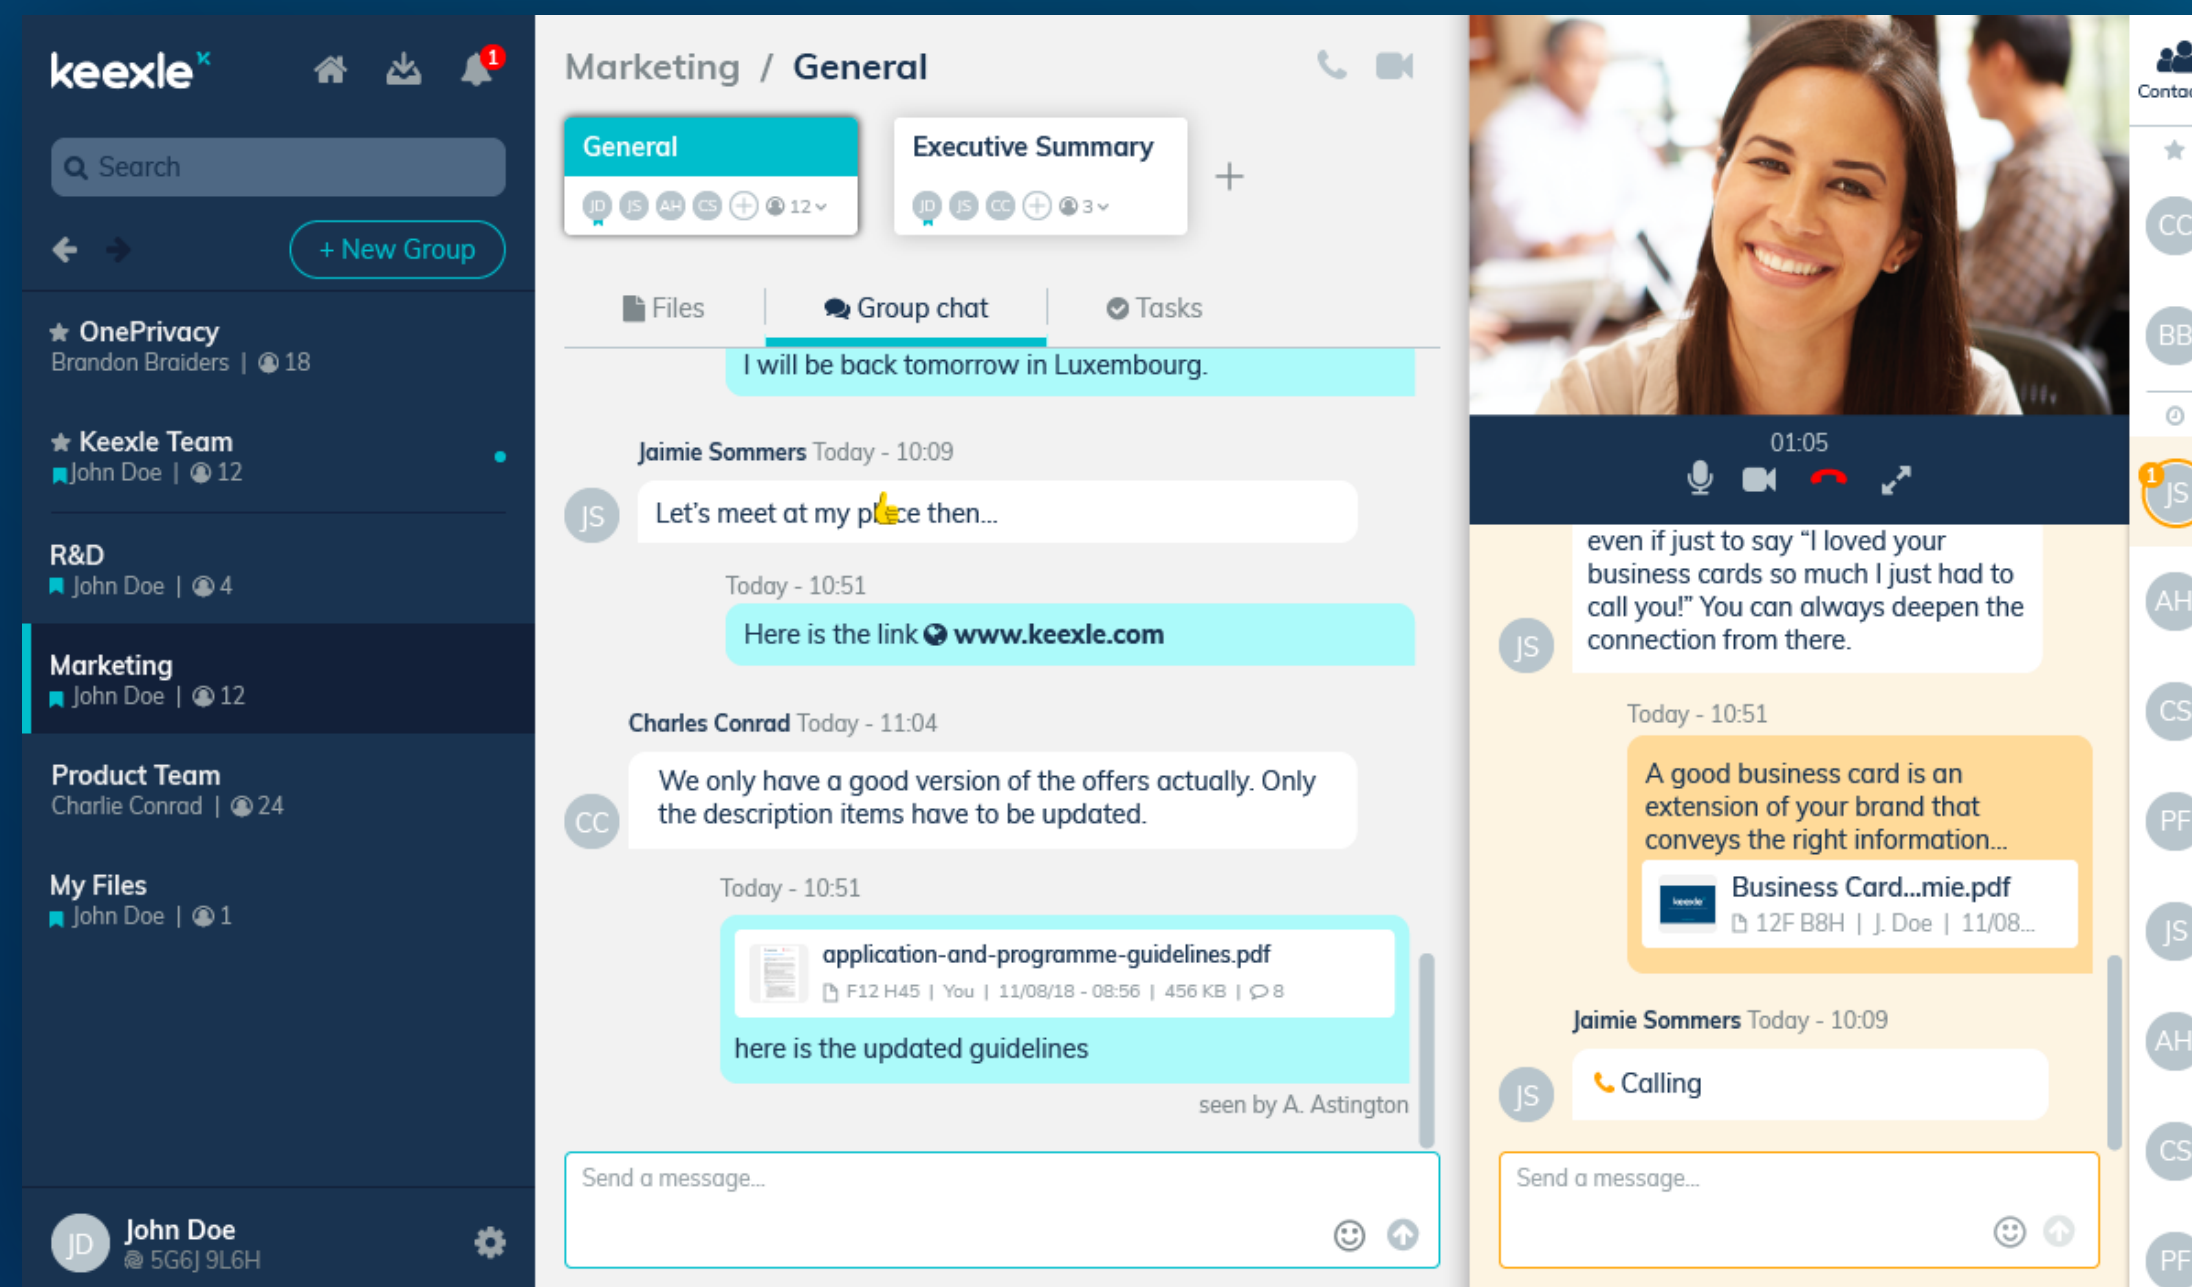 keexle
1
Search
+ New Group
OnePrivacy
Brandon Braiders | 18
Keexle Team
John Doe | 12
R&D
John Doe | 4
Marketing
John Doe | 12
Product Team
Charlie Conrad | 24
My Files
John Doe | 1
JD
John Doe
5G6J 9L6H
Marketing / General
General
JD JS AH CS 12
Executive Summary
JD JS CC 3
Files
Group chat
Tasks
I will be back tomorrow in Luxembourg.
Jaimie Sommers Today - 10:09
JS
Let's meet at my then...
Today - 10:51
Here is the link www.keexle.com
Charles Conrad Today - 11:04
CC
We only have a good version of the offers actually. Only
the description items have to be updated.
Today - 10:51
application-and-programme-guidelines.pdf
F12 H45 | You | 11/08/18 - 08:56 | 456 KB | 8
here is the updated guidelines
seen by A. Astington
Send a message...
01:05
even if just to say “I loved your
business cards so much I just had to
call you!” You can always deepen the
connection from there.
JS
Today - 10:51
A good business card is an
extension of your brand that
conveys the right information...
keexle
Business Card...mie.pdf
12F B8H | J. Doe | 11/08...
Jaimie Sommers Today - 10:09
JS
Calling
Send a message...
Contac
CC
BB
1
JS
AH
CS
PF
JS
AH
CS
PF